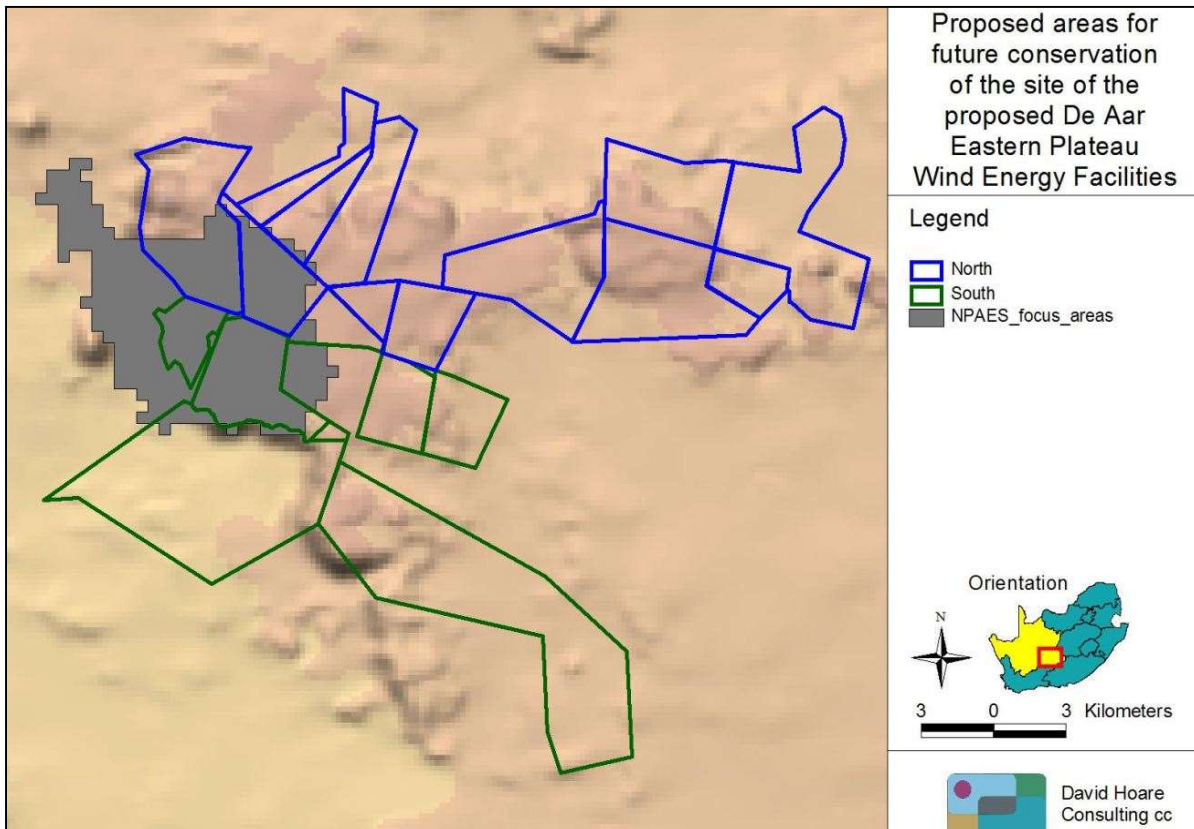 Proposed areas for
future conservation
of the site of the
proposed De Aar
Eastern Plateau
Wind Energy Facilities
Legend
North
South
NPAES_focus_areas
Orientation
N
3 0 3 Kilometers
David Hoare
Consulting cc